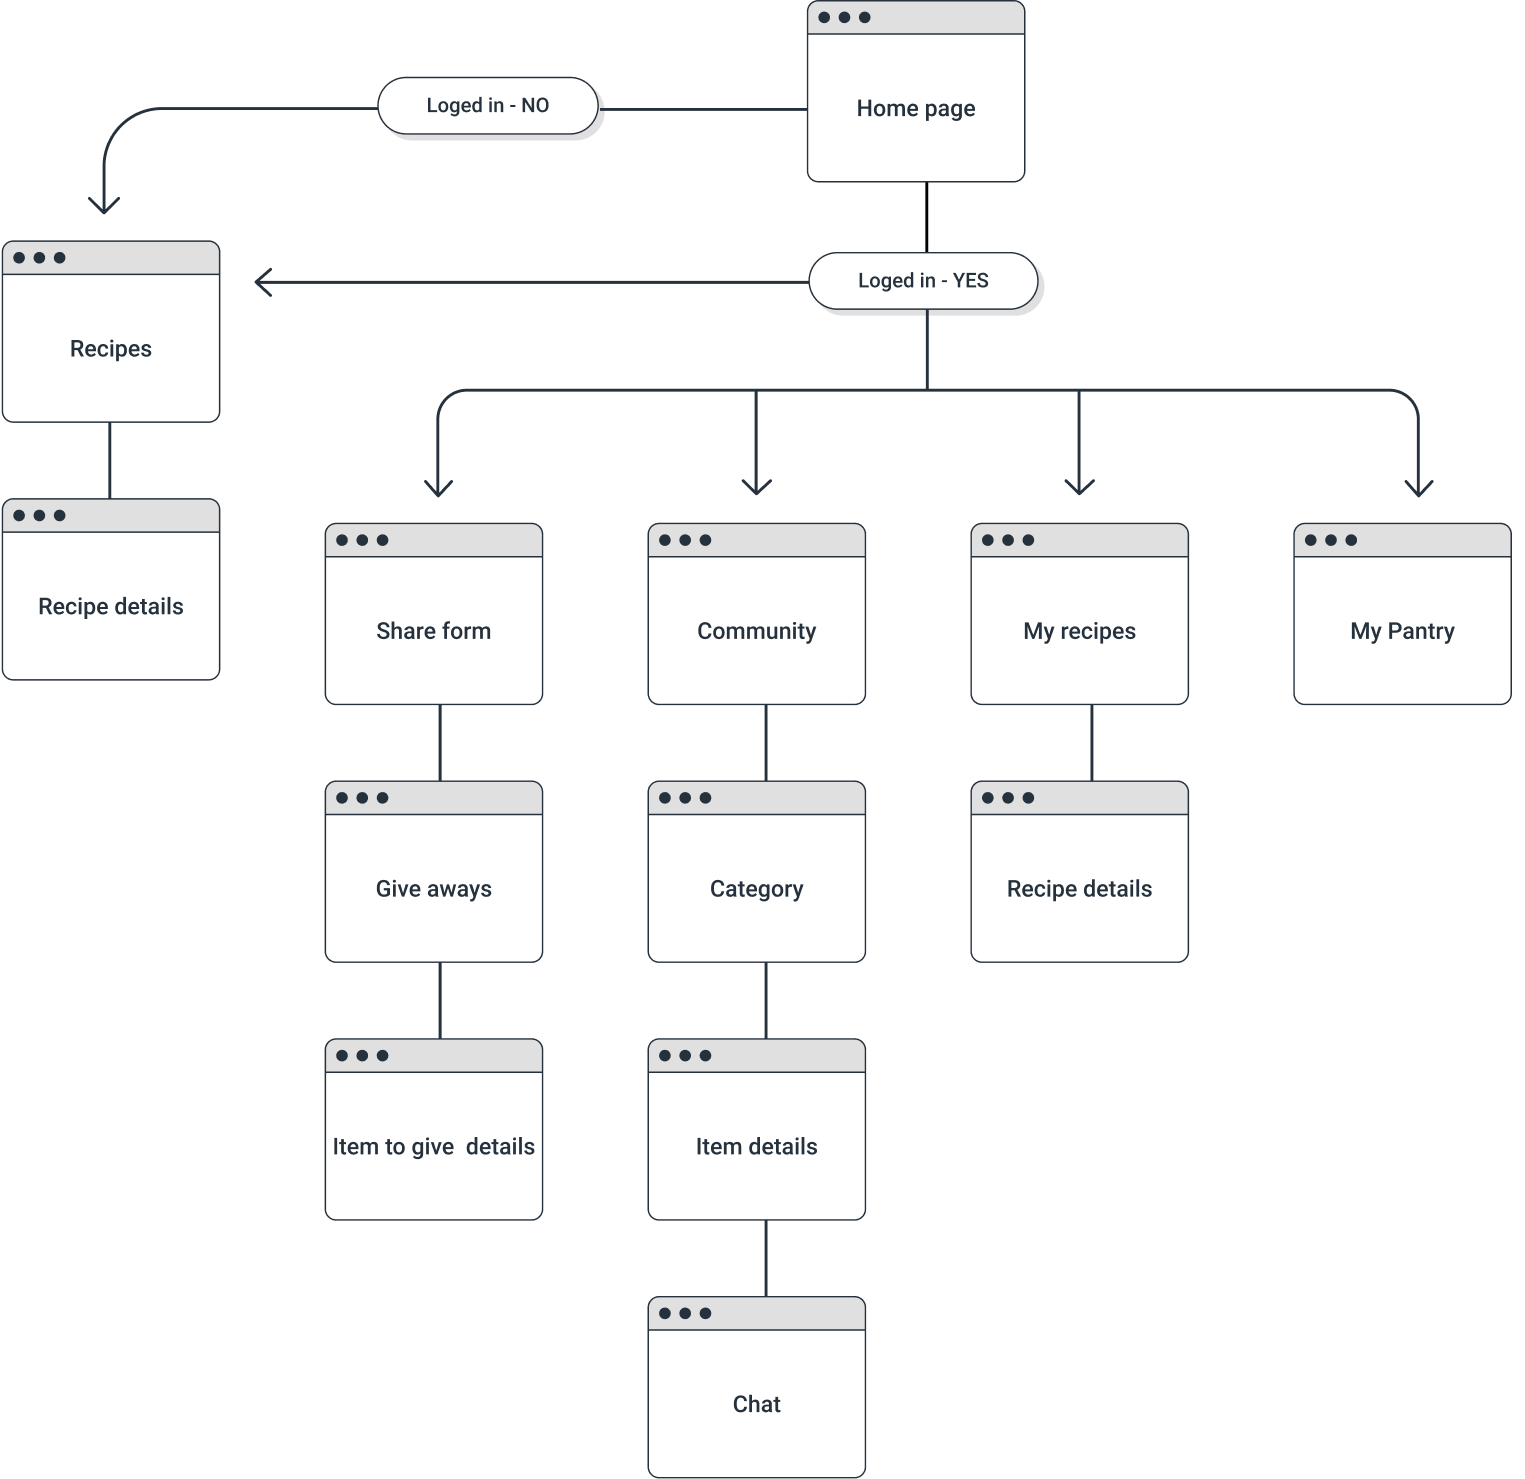 Home page
Loged in - NO
Loged in - YES
Recipes
Recipe details
Share form
Community
My recipes
My Pantry
Give aways
Category
Recipe details
Item to give  details
Item details
Chat